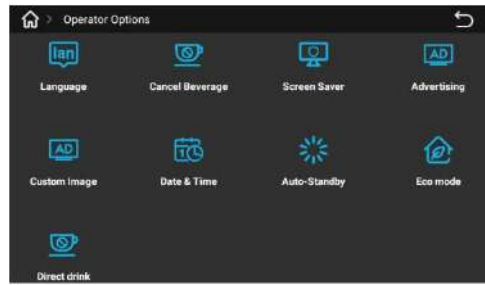 > Operator Options
lan AD
Language Cancel Beverage Screen Saver Advertising
AD 10
Custom Image Date & Time Auto-Standby Eco mode
Direct drink